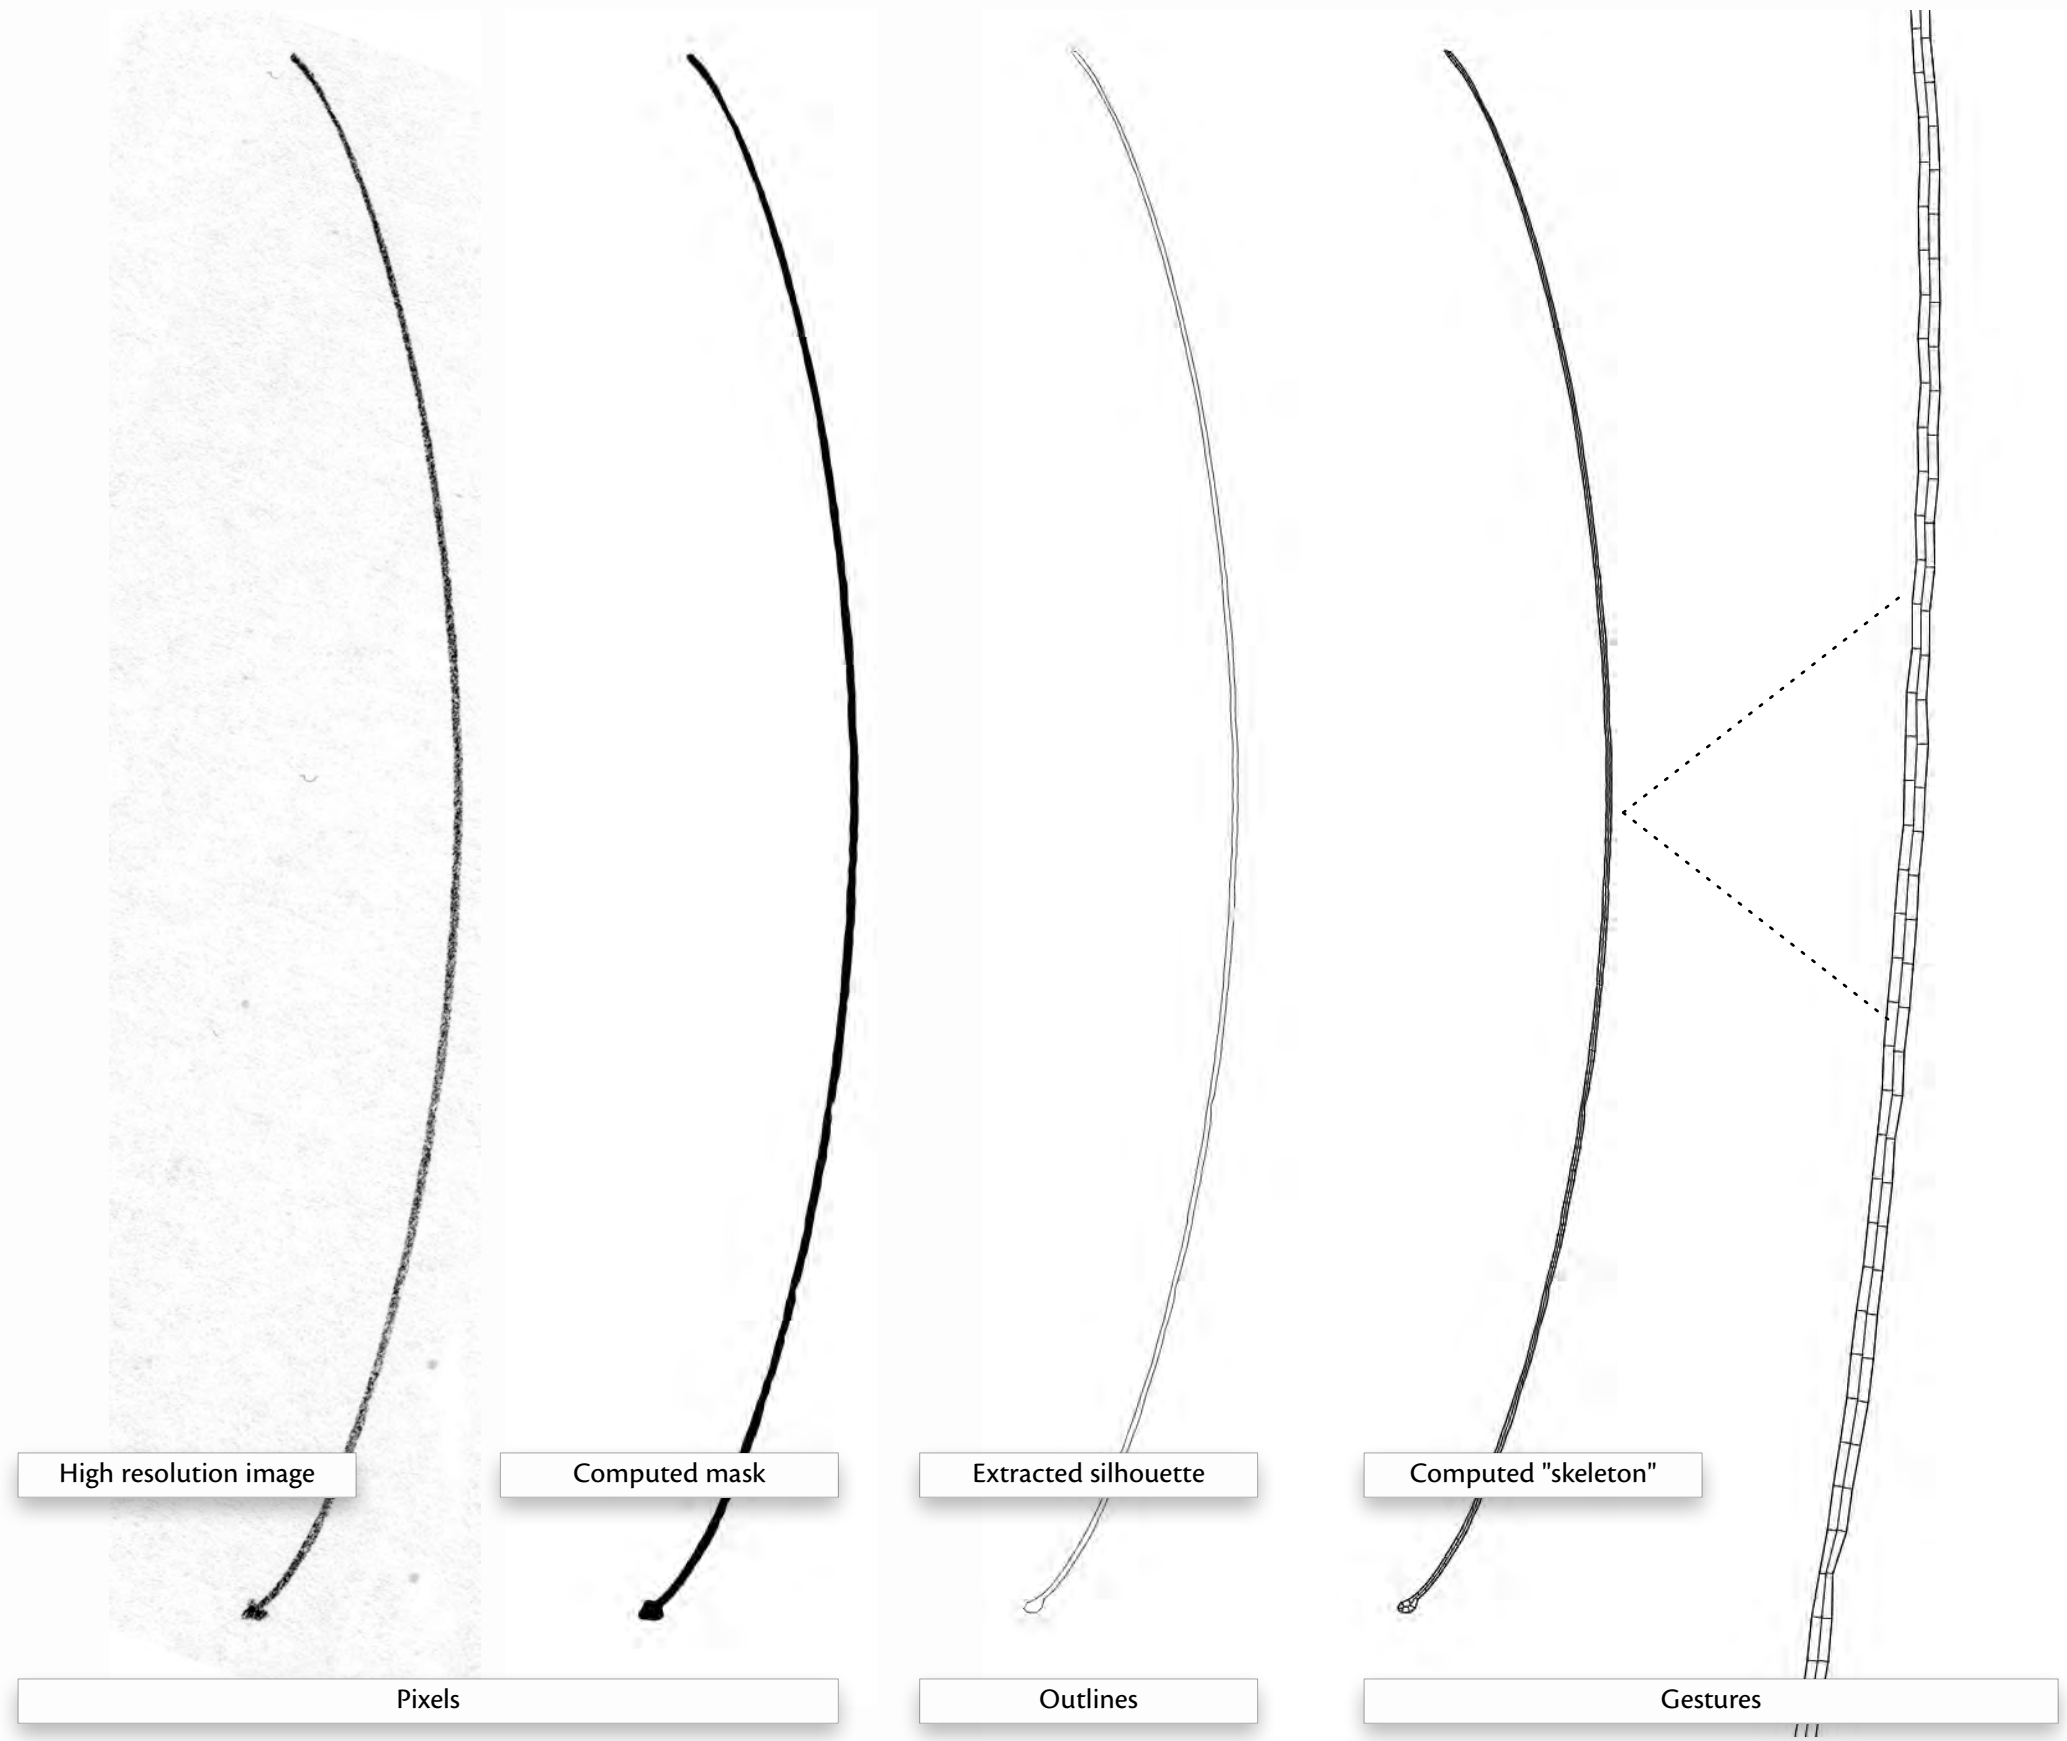 High resolution image
Computed mask
Extracted silhouette
Computed "skeleton"
Pixels
Outlines
Gestures